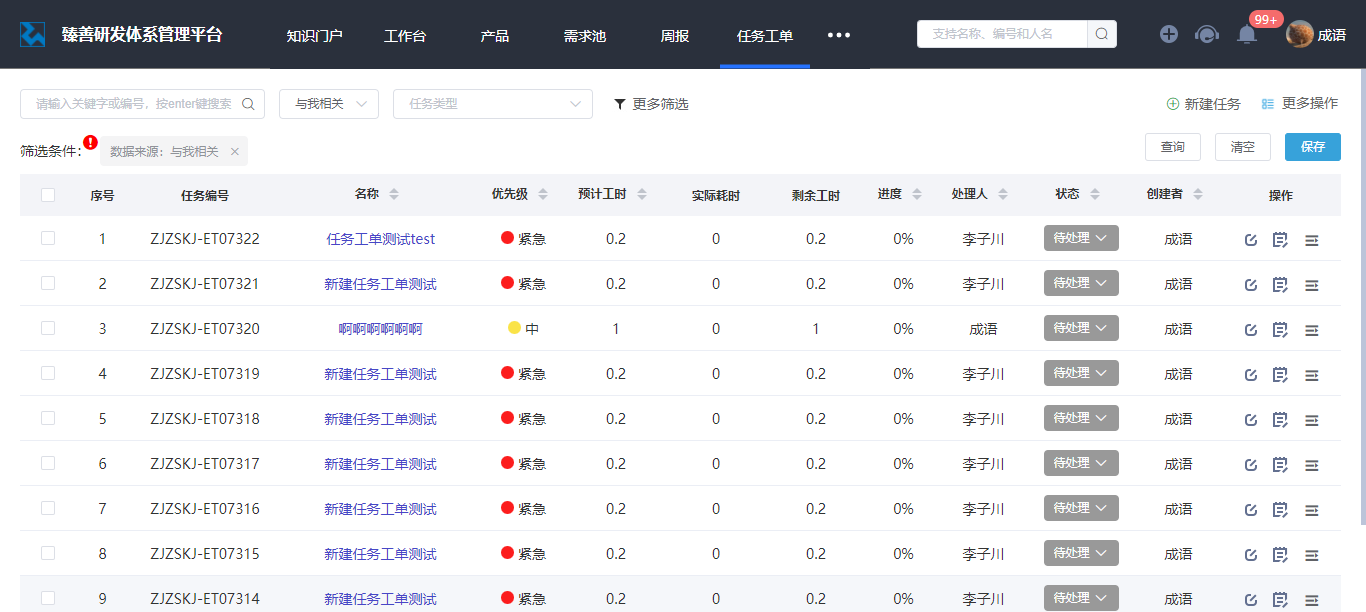 臻善研发体系管理平台 知识门户 工作台 产品 需求池 周报 任务工单 ••• 支持名称、编号和人名 99+ 成语
请输入关键字或编号，按enter键搜索 与我相关 任务类型 更多筛选 新建任务 更多操作
筛选条件： 数据来源：与我相关 × 查询 清空 保存
序号 任务编号 名称 优先级 预计工时 实际耗时 剩余工时 进度 处理人 状态 创建者 操作
1 ZJZSKJ-ET07322 任务工单测试test 紧急 0.2 0 0.2 0% 李子川 待处理 成语
2 ZJZSKJ-ET07321 新建任务工单测试 紧急 0.2 0 0.2 0% 李子川 待处理 成语
3 ZJZSKJ-ET07320 啊啊啊啊啊啊 中 1 0 1 0% 成语 待处理 成语
4 ZJZSKJ-ET07319 新建任务工单测试 紧急 0.2 0 0.2 0% 李子川 待处理 成语
5 ZJZSKJ-ET07318 新建任务工单测试 紧急 0.2 0 0.2 0% 李子川 待处理 成语
6 ZJZSKJ-ET07317 新建任务工单测试 紧急 0.2 0 0.2 0% 李子川 待处理 成语
7 ZJZSKJ-ET07316 新建任务工单测试 紧急 0.2 0 0.2 0% 李子川 待处理 成语
8 ZJZSKJ-ET07315 新建任务工单测试 紧急 0.2 0 0.2 0% 李子川 待处理 成语
9 ZJZSKJ-ET07314 新建任务工单测试 紧急 0.2 0 0.2 0% 李子川 待处理 成语